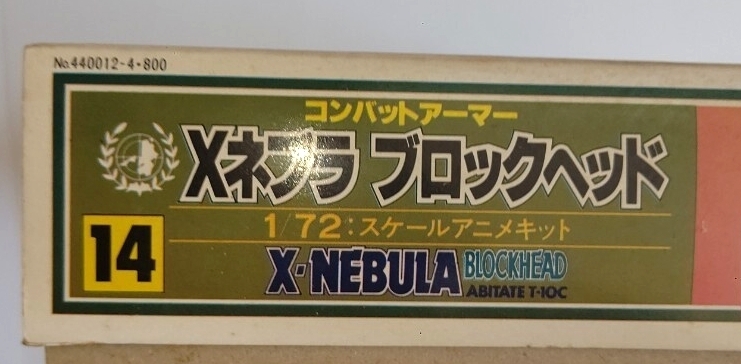 No.440012-4・800
コンバットアーマー
Xネブラ ブロックヘッド
14
1/72:スケールアニメキット
X・NEBULA BLOCKHEAD
ABITATE T-10C